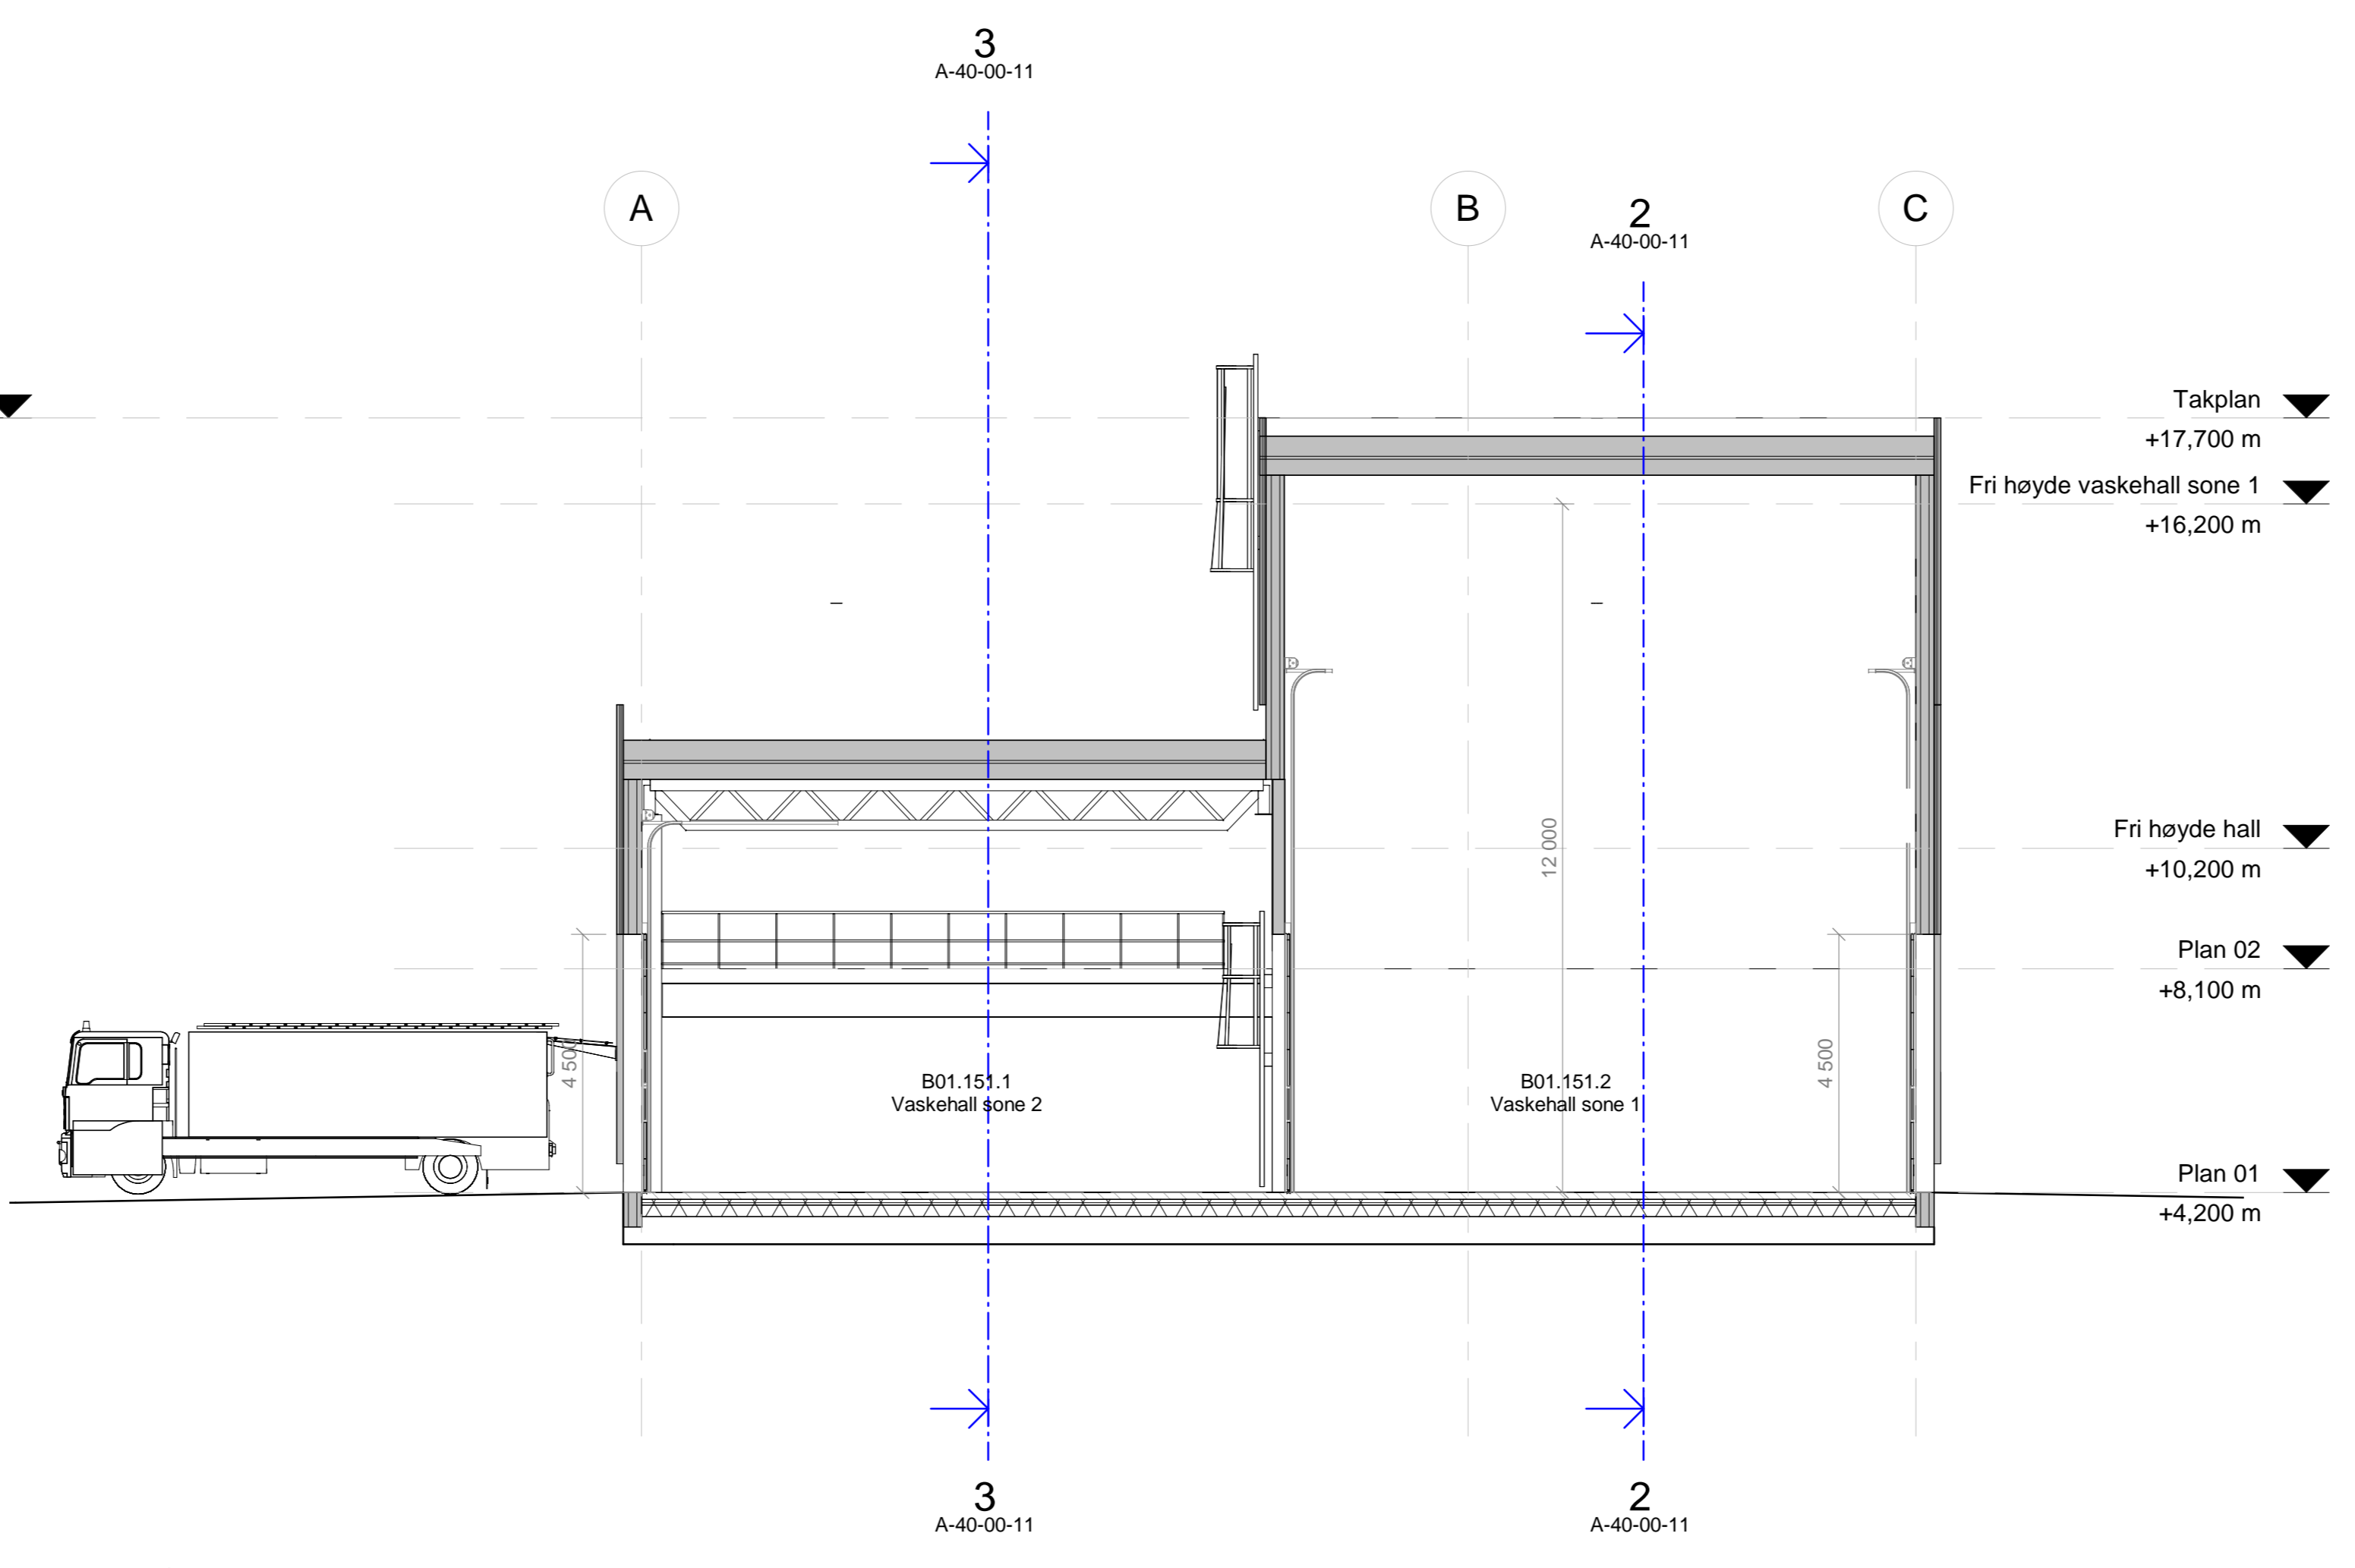 3
A-40-00-11
A
B
2
A-40-00-11
C
Takplan
+17,700 m
Fri høyde vaskehall sone 1
+16,200 m
12 000
Fri høyde hall
+10,200 m
Plan 02
+8,100 m
4 500
B01.151.1
Vaskehall sone 2
B01.151.2
Vaskehall sone 1
4 500
Plan 01
+4,200 m
3
A-40-00-11
2
A-40-00-11